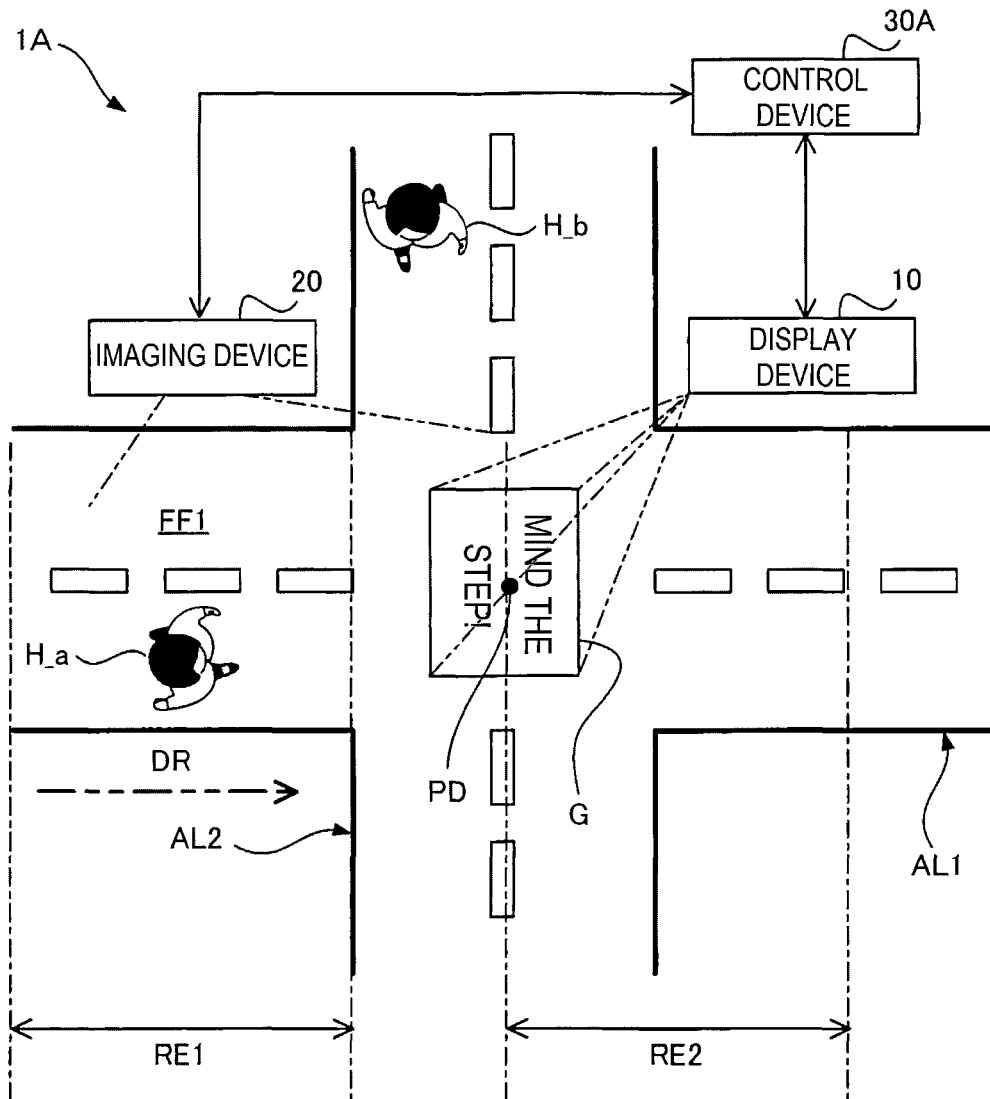 1A
30A
CONTROL
DEVICE
H_b
20
IMAGING DEVICE
10
DISPLAY
DEVICE
FF1
MIND THE
STEP!
H_a
DR
PD
G
AL2
AL1
RE1
RE2